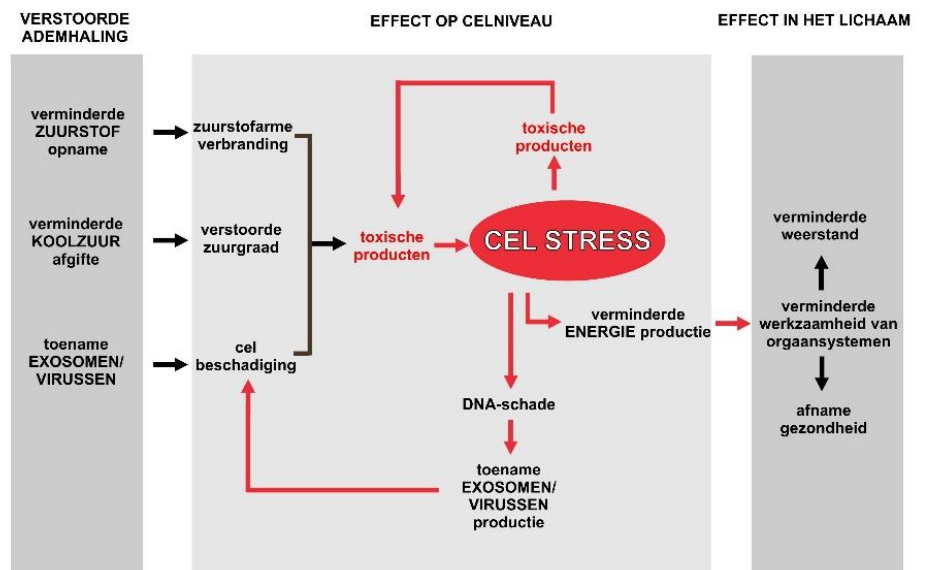 VERSTOORDE
ADEMHALING
EFFECT OP CELNIVEAU
EFFECT IN HET LICHAAM
verminderde
ZUURSTOF
opname
zuurstofarme
verbranding
toxische
producten
verminderde
KOOLZUUR
afgifte
verstoorde
zuurgraad
toxische
producten
CEL STRESS
verminderde
weerstand
verminderde
ENERGIE productie
verminderde
werkzaamheid van
orgaansystemen
toename
EXOSOMEN/
VIRUSSEN
cel
beschadiging
DNA-schade
afname
gezondheid
toename
EXOSOMEN/
VIRUSSEN
productie